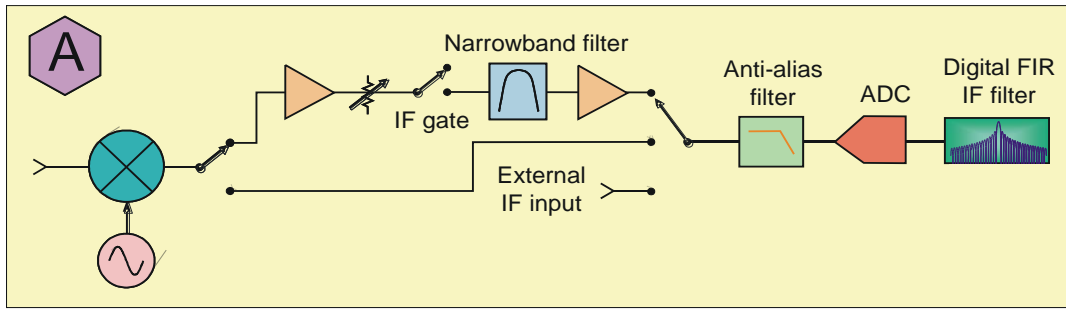 A
Narrowband filter
IF gate
External
IF input
Anti-alias
filter
ADC
Digital FIR
IF filter